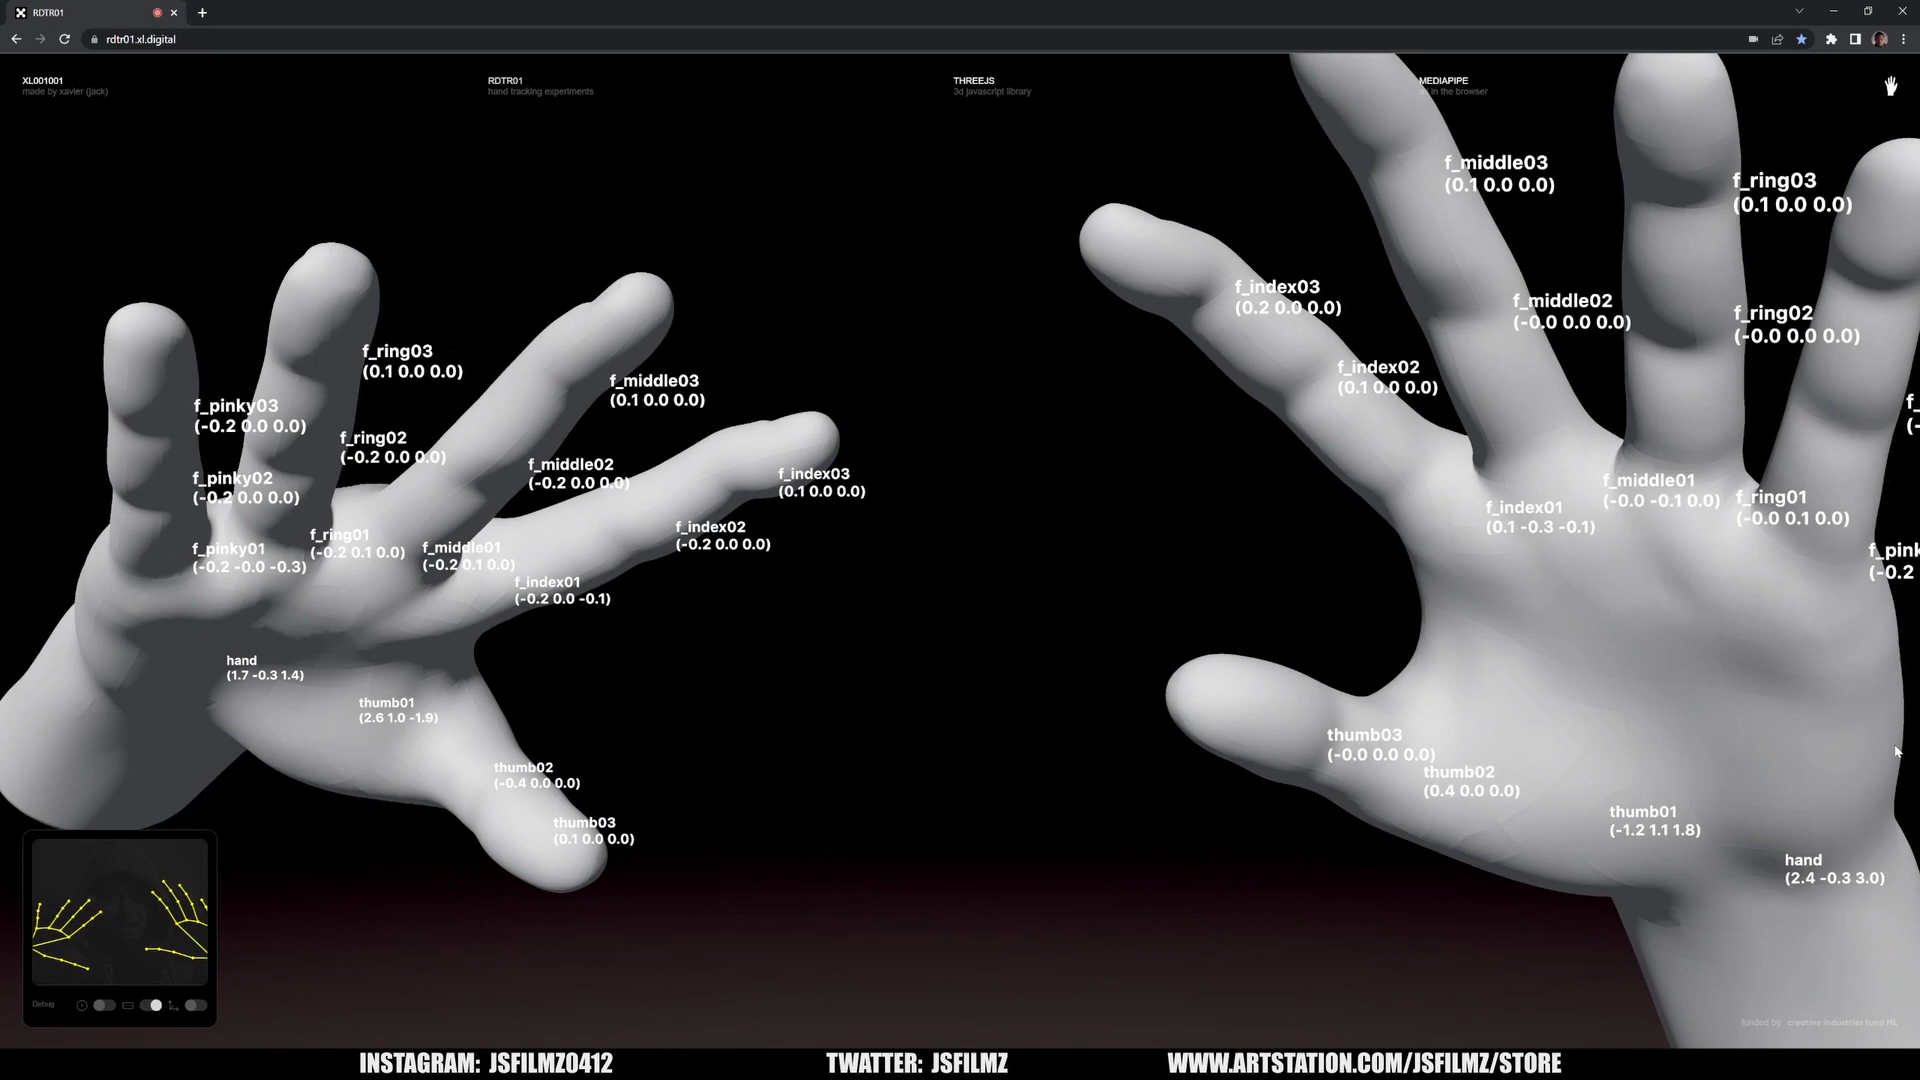 RDTR01
rdtr01.xl.digital
XL001001
made by xavier (jack)
RDTR01
hand tracking experiments
THREEJS
3d javascript library
MEDIAPIPE
in the browser
f_ring03
(0.1 0.0 0.0)
f_middle03
(0.1 0.0 0.0)
f_pinky03
(-0.2 0.0 0.0)
f_ring02
(-0.2 0.0 0.0)
f_middle02
(-0.2 0.0 0.0)
f_index03
(0.1 0.0 0.0)
f_pinky02
(-0.2 0.0 0.0)
f_index02
(-0.2 0.0 0.0)
f_ring01
(-0.2 0.1 0.0)
f_pinky01
(-0.2 -0.0 -0.3)
f_middle01
(-0.2 0.1 0.0)
f_index01
(-0.2 0.0 -0.1)
hand
(1.7 -0.3 1.4)
thumb01
(2.6 1.0 -1.9)
thumb02
(-0.4 0.0 0.0)
thumb03
(0.1 0.0 0.0)
f_middle03
(0.1 0.0 0.0)
f_ring03
(0.1 0.0 0.0)
f_index03
(0.2 0.0 0.0)
f_middle02
(-0.0 0.0 0.0)
f_ring02
(-0.0 0.0 0.0)
f_index02
(0.1 0.0 0.0)
f_
(-
f_middle01
(-0.0 -0.1 0.0)
f_ring01
(-0.0 0.1 0.0)
f_index01
(0.1 -0.3 -0.1)
f_pink
(-0.2
thumb03
(-0.0 0.0 0.0)
thumb02
(0.4 0.0 0.0)
thumb01
(-1.2 1.1 1.8)
hand
(2.4 -0.3 3.0)
Debug
funded by creative industries fund NL
INSTAGRAM: JSFILMZ0412
TWATTER: JSFILMZ
WWW.ARTSTATION.COM/JSFILMZ/STORE